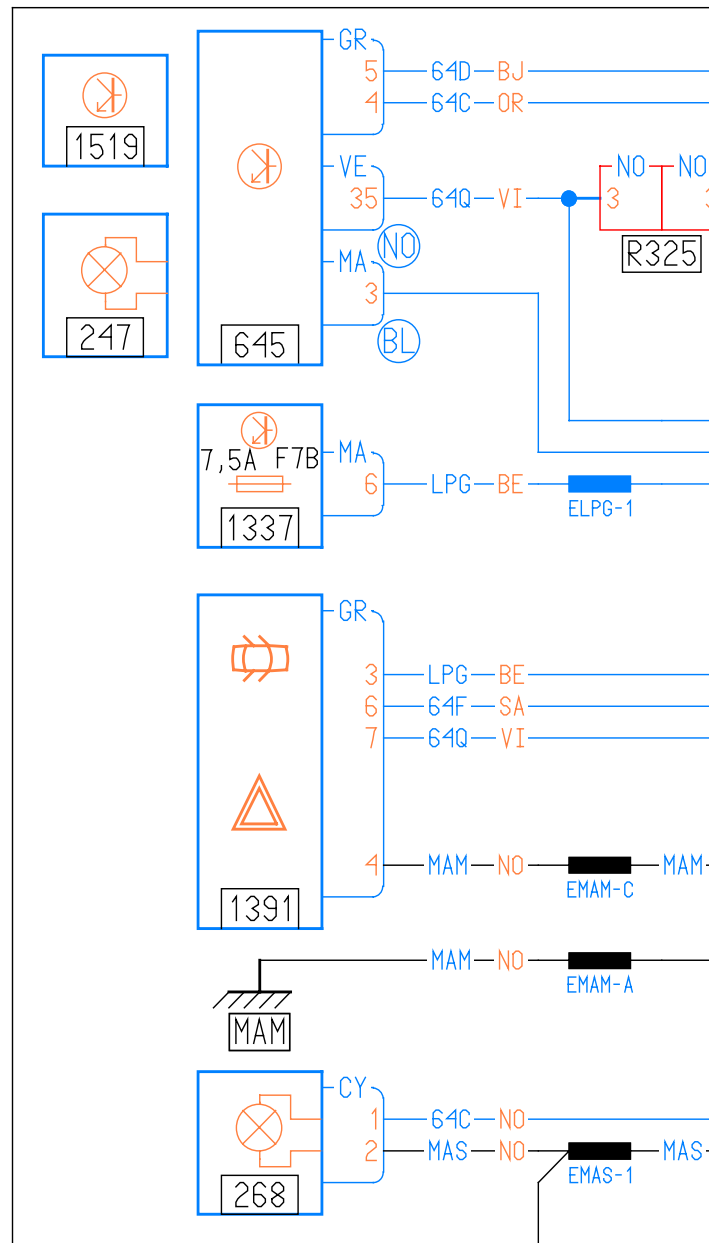 GR
5 64D BJ
4 64C OR
1519
VE NO NO
35 64Q VI 3
NO
R325
MA
3
247
645
BL
7,5A F7B MA
6 LPG BE
ELPG-1
1337
GR
3 LPG BE
6 64F SA
7 64Q VI
4 MAM NO MAM
EMAM-C
1391
MAM NO
EMAM-A
MAM
CY
1 64C NO
2 MAS NO MAS
EMAS-1
268